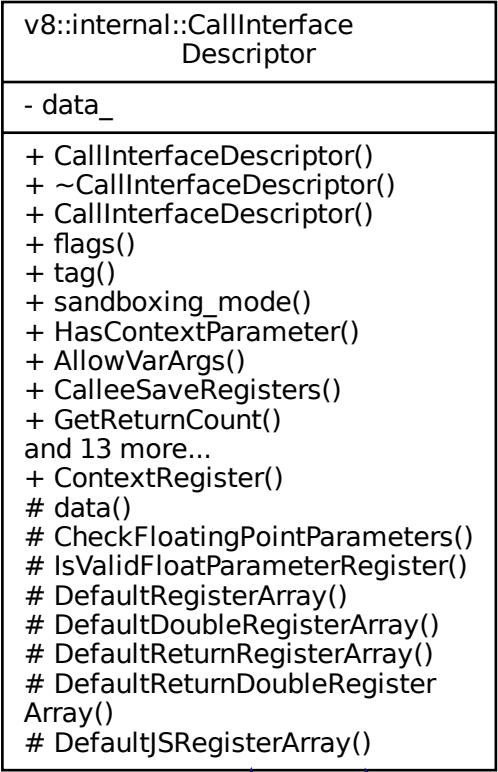 v8::internal::CallInterface
Descriptor
- data_
+ CallInterfaceDescriptor()
+ ~CallInterfaceDescriptor()
+ CallInterfaceDescriptor()
+ flags()
+ tag()
+ sandboxing_mode()
+ HasContextParameter()
+ AllowVarArgs()
+ CalleeSaveRegisters()
+ GetReturnCount()
and 13 more...
+ ContextRegister()
# data()
# CheckFloatingPointParameters()
# IsValidFloatParameterRegister()
# DefaultRegisterArray()
# DefaultDoubleRegisterArray()
# DefaultReturnRegisterArray()
# DefaultReturnDoubleRegister
Array()
# DefaultJSRegisterArray()